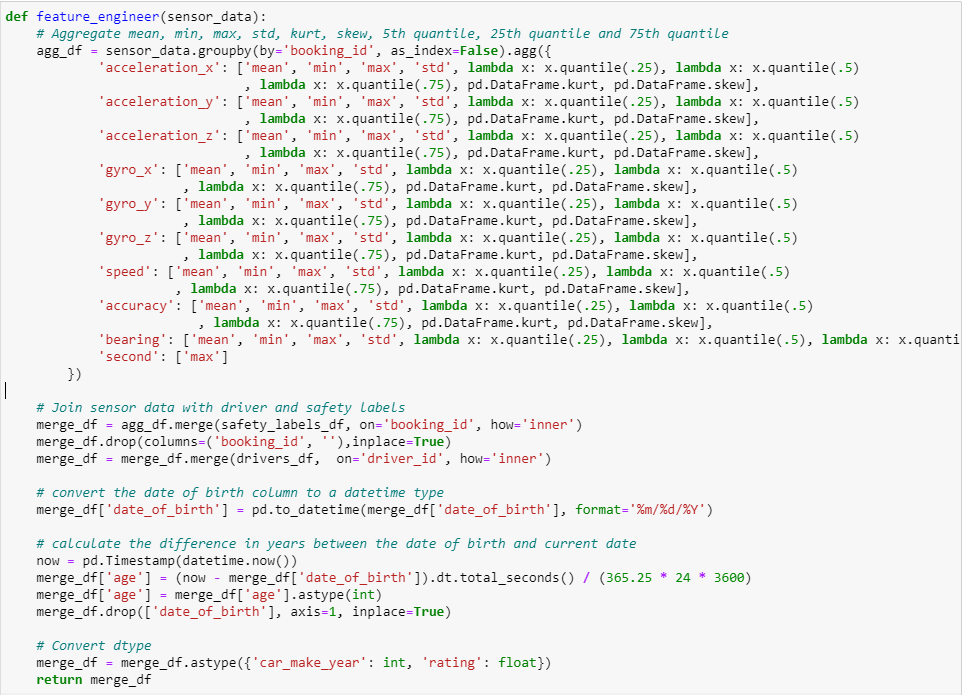 def feature_engineer(sensor_data):
    # Aggregate mean, min, max, std, kurt, skew, 5th quantile, 25th quantile and 75th quantile
    agg_df = sensor_data.groupby(by='booking_id', as_index=False).agg({
            'acceleration_x': ['mean', 'min', 'max', 'std', lambda x: x.quantile(.25), lambda x: x.quantile(.5)
                               , lambda x: x.quantile(.75), pd.DataFrame.kurt, pd.DataFrame.skew],
            'acceleration_y': ['mean', 'min', 'max', 'std', lambda x: x.quantile(.25), lambda x: x.quantile(.5)
                               , lambda x: x.quantile(.75), pd.DataFrame.kurt, pd.DataFrame.skew],
            'acceleration_z': ['mean', 'min', 'max', 'std', lambda x: x.quantile(.25), lambda x: x.quantile(.5)
                               , lambda x: x.quantile(.75), pd.DataFrame.kurt, pd.DataFrame.skew],
            'gyro_x': ['mean', 'min', 'max', 'std', lambda x: x.quantile(.25), lambda x: x.quantile(.5)
                       , lambda x: x.quantile(.75), pd.DataFrame.kurt, pd.DataFrame.skew],
            'gyro_y': ['mean', 'min', 'max', 'std', lambda x: x.quantile(.25), lambda x: x.quantile(.5)
                       , lambda x: x.quantile(.75), pd.DataFrame.kurt, pd.DataFrame.skew],
            'gyro_z': ['mean', 'min', 'max', 'std', lambda x: x.quantile(.25), lambda x: x.quantile(.5)
                       , lambda x: x.quantile(.75), pd.DataFrame.kurt, pd.DataFrame.skew],
            'speed': ['mean', 'min', 'max', 'std', lambda x: x.quantile(.25), lambda x: x.quantile(.5)
                      , lambda x: x.quantile(.75), pd.DataFrame.kurt, pd.DataFrame.skew],
            'accuracy': ['mean', 'min', 'max', 'std', lambda x: x.quantile(.25), lambda x: x.quantile(.5)
                         , lambda x: x.quantile(.75), pd.DataFrame.kurt, pd.DataFrame.skew],
            'bearing': ['mean', 'min', 'max', 'std', lambda x: x.quantile(.25), lambda x: x.quantile(.5), lambda x: x.quanti
            'second': ['max']
        })

    # Join sensor data with driver and safety labels
    merge_df = agg_df.merge(safety_labels_df, on='booking_id', how='inner')
    merge_df.drop(columns=('booking_id', ''),inplace=True)
    merge_df = merge_df.merge(drivers_df,  on='driver_id', how='inner')

    # convert the date of birth column to a datetime type
    merge_df['date_of_birth'] = pd.to_datetime(merge_df['date_of_birth'], format='%m/%d/%Y')

    # calculate the difference in years between the date of birth and current date
    now = pd.Timestamp(datetime.now())
    merge_df['age'] = (now - merge_df['date_of_birth']).dt.total_seconds() / (365.25 * 24 * 3600)
    merge_df['age'] = merge_df['age'].astype(int)
    merge_df.drop(['date_of_birth'], axis=1, inplace=True)

    # Convert dtype
    merge_df = merge_df.astype({'car_make_year': int, 'rating': float})
    return merge_df